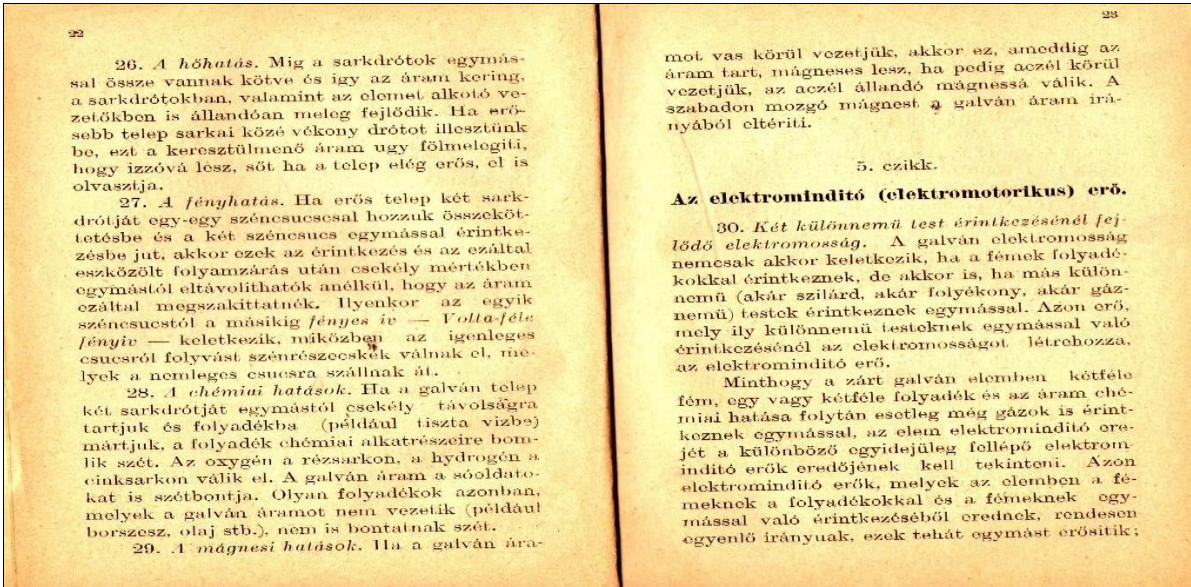 22
26. A hőhatás. Mig a sarkdrótok egymás-
sal össze vannak kötve és igy az áram kering,
a sarkdrótokban, valamint az elemet alkotó ve-
zetőkben is állandóan meleg fejlődik. Ha erő-
sebb telep sarkai közé vékony drótot illesztünk
be, ezt a keresztülmenő áram ugy fölmelegiti,
hogy izzóvá lesz, sőt ha a telep elég erős, el is
olvasztja.
27. A fényhatás. Ha erős telep két sark-
drótját egy-egy széncsucscsal hozzuk összeköt-
tetésbe és a két széncsucs egymással érintke-
zésbe jut, akkor ezek az érintkezés és az ezáltal
eszközölt folyamzárás után csekély mértékben
egymástól eltávolithatók anélkül, hogy az áram
ezáltal megszakittatnék. Ilyenkor az egyik
széncsucstól a másikig fényes iv — Volta-féle
fényiv — keletkezik, miközben az igenleges
csucsról folyvást szénrészecskék válnak el, me-
lyek a nemleges csucsra szállnak át.
28. A chémiai hatások. Ha a galván telep
két sarkdrótját egymástól csekély távolságra
tartjuk és folyadékba (például tiszta vizbe)
mártjuk, a folyadék chémiai alkatrészeire bom-
lik szét. Az oxygén a rézsarkon, a hydrogén a
cinksarkon válik el. A galván áram a sóoldato-
kat is szétbontja. Olyan folyadékok azonban,
melyek a galván áramot nem vezetik (például
borszesz, olaj stb.), nem is bontatnak szét.
29. A mágnesi hatások. Ha a galván ára-
23
mot vas körül vezetjük, akkor ez, ameddig az
áram tart, mágneses lesz, ha pedig aczél körül
vezetjük, az aczél állandó mágnessá válik. A
szabadon mozgó mágnest a galván áram irá-
nyából eltériti.
5. czikk.
Az elektromindító (elektromotorikus) erő.
30. Két különnemü test érintkezésénél fej-
lődő elektromosság. A galván elektromosság
nemcsak akkor keletkezik, ha a fémek folyadé-
kokkal érintkeznek, de akkor is, ha más külön-
nemü (akár szilárd, akár folyékony, akár gáz-
nemü) testek érintkeznek egymással. Azon erő,
mely ily különnemü testeknek egymással való
érintkezésénél az elektromosságot létrehozza,
az elektromindító erő.
Minthogy a zárt galván elemben kétféle
fém, egy vagy kétféle folyadék és az áram ché-
miai hatása folytán esetleg még gázok is érint-
keznek egymással, az elem elektromindító ere-
jét a különböző egyidejüleg fellépő elektrom-
indító erők eredőjének kell tekinteni. Azon
elektromindító erők, melyek az elemben a fé-
meknek a folyadékokkal és a fémeknek egy-
mással való érintkezéséből erednek, rendesen
egyenlő irányuak, ezek tehát egymást erősitik;